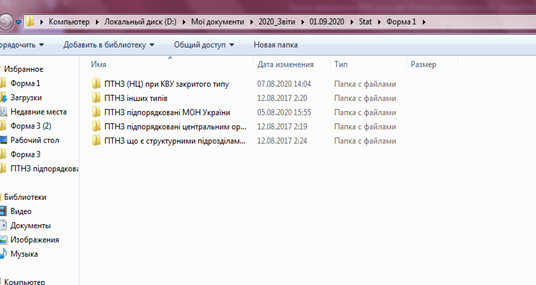 Компьютер ▸ Локальный диск (D:) ▸ Мої документи ▸ 2020_Звіти ▸ 01.09.2020 ▸ Stat ▸ Форма 1 ▸
орядочить Добавить в библиотеку Общий доступ Новая папка
Избранное
Форма 1
Загрузки
Недавние места
Форма 3 (2)
Рабочий стол
Форма 3
ПТНЗ підпорядкова
Библиотеки
Видео
Документы
Изображения
Музыка
Компьютер
Имя Дата изменения Тип Размер
ПТНЗ (НЦ) при КВУ закритого типу 07.08.2020 14:04 Папка с файлами
ПТНЗ інших типів 12.08.2017 2:20 Папка с файлами
ПТНЗ підпорядковані МОН України 05.08.2020 15:55 Папка с файлами
ПТНЗ підпорядковані центральним ор... 12.08.2017 2:19 Папка с файлами
ПТНЗ що є структурними підрозділам... 12.08.2017 2:24 Папка с файлами